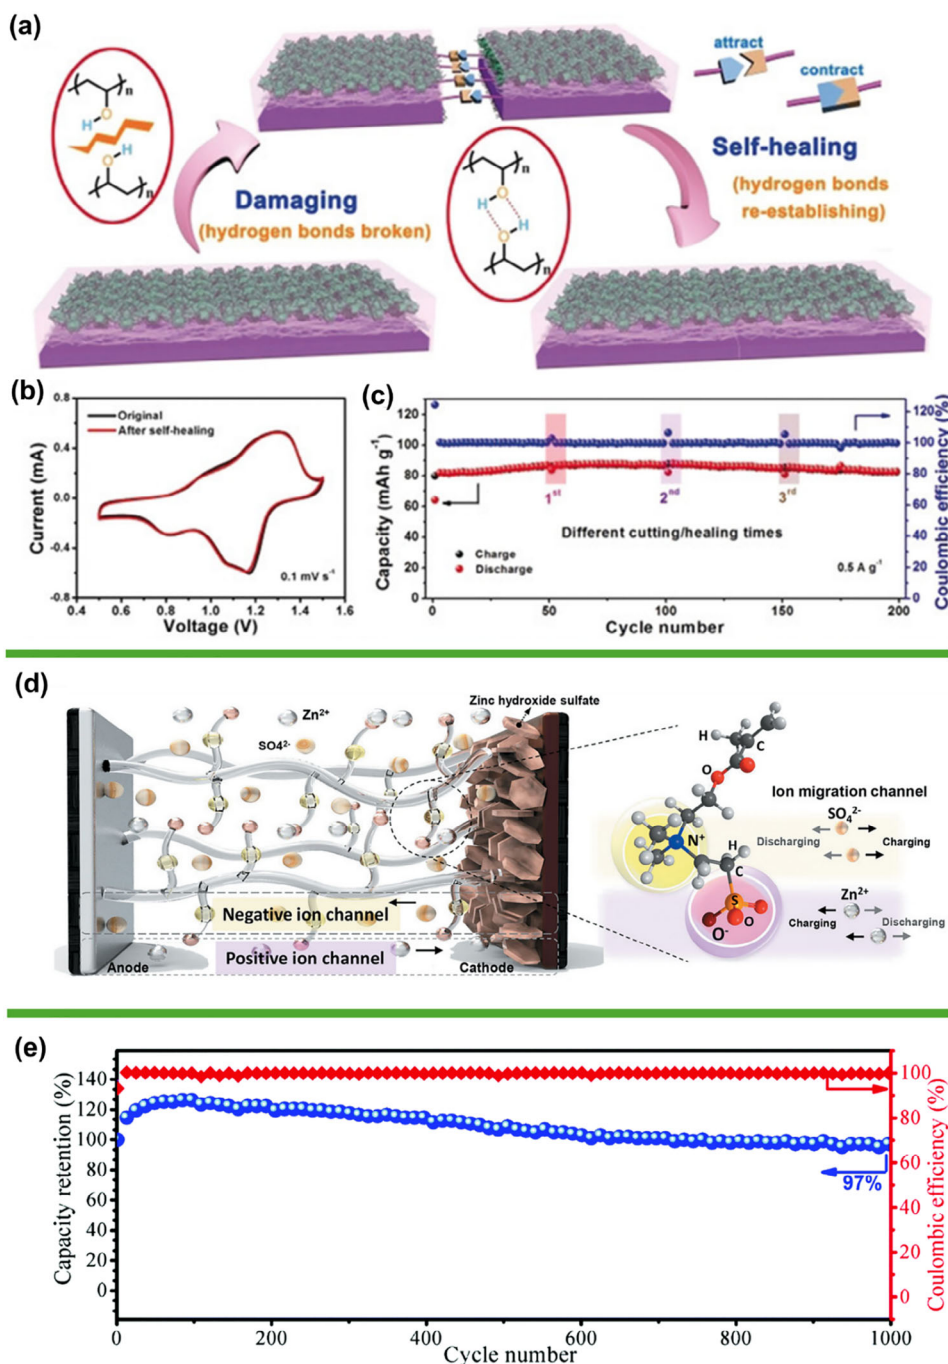 (a)
attract
contract
n
H
O
H
O
n
Damaging
(hydrogen bonds broken)
n
O
H
H
O
n
Self-healing
(hydrogen bonds
re-establishing)
(b)
0.8
0.4
0.0
-0.4
-0.8
Current (mA)
Original
After self-healing
0.1 mV s⁻¹
0.4 0.6 0.8 1.0 1.2 1.4 1.6
Voltage (V)
(c)
120
100
80
60
40
20
0
Capacity (mAh g⁻¹)
1st
2nd
3rd
Different cutting/healing times
Charge
Discharge
0.5 A g⁻¹
120
100
80
60
40
20
0
Coulombic efficiency (%)
0 50 100 150 200
Cycle number
(d)
Zinc hydroxide sulfate
Zn²⁺
SO4²⁻
Negative ion channel
Positive ion channel
Anode
Cathode
H
C
O
N⁺
H
C
S
O
O⁻
Ion migration channel
SO₄²⁻
Discharging
Charging
Zn²⁺
Charging
Discharging
(e)
140
120
100
80
60
40
20
0
Capacity retention (%)
97%
100
80
60
40
20
0
Coulombic efficiency (%)
0 200 400 600 800 1000
Cycle number